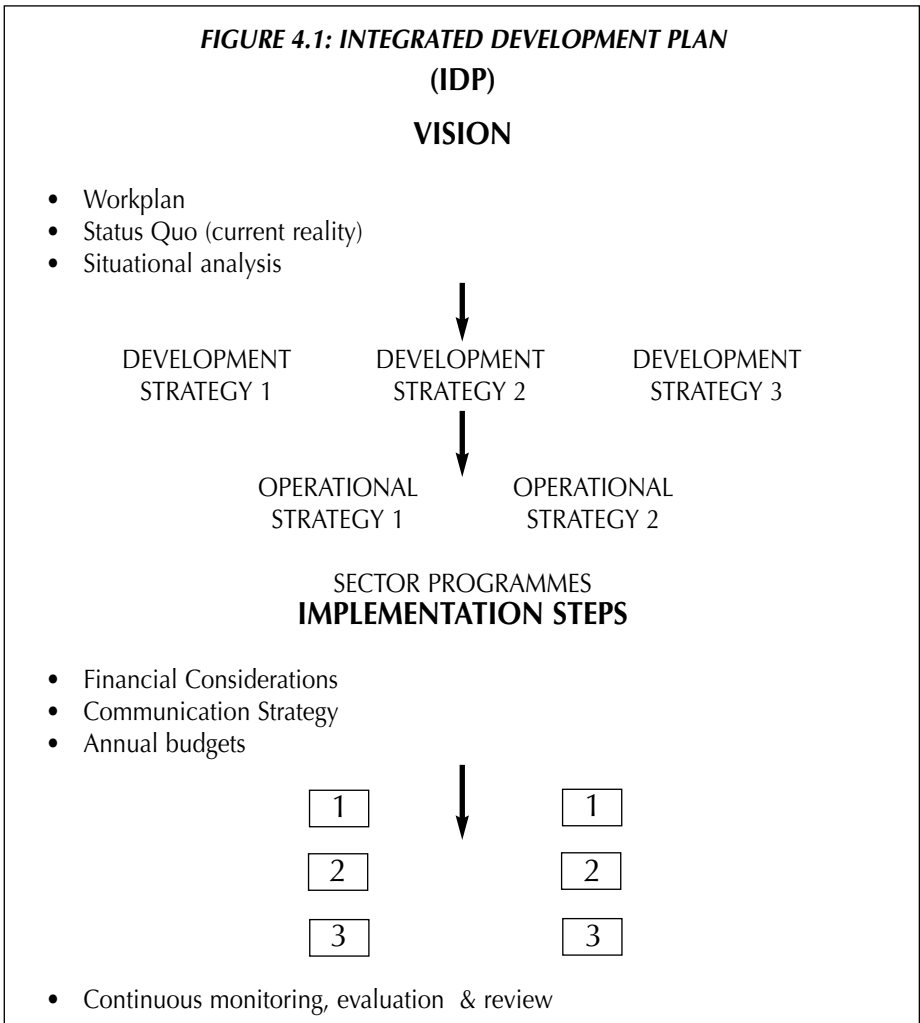 FIGURE 4.1: INTEGRATED DEVELOPMENT PLAN
(IDP)
VISION
• Workplan
• Status Quo (current reality)
• Situational analysis
DEVELOPMENT STRATEGY 1
DEVELOPMENT STRATEGY 2
DEVELOPMENT STRATEGY 3
OPERATIONAL STRATEGY 1
OPERATIONAL STRATEGY 2
SECTOR PROGRAMMES
IMPLEMENTATION STEPS
• Financial Considerations
• Communication Strategy
• Annual budgets
1 1
2 2
3 3
• Continuous monitoring, evaluation & review